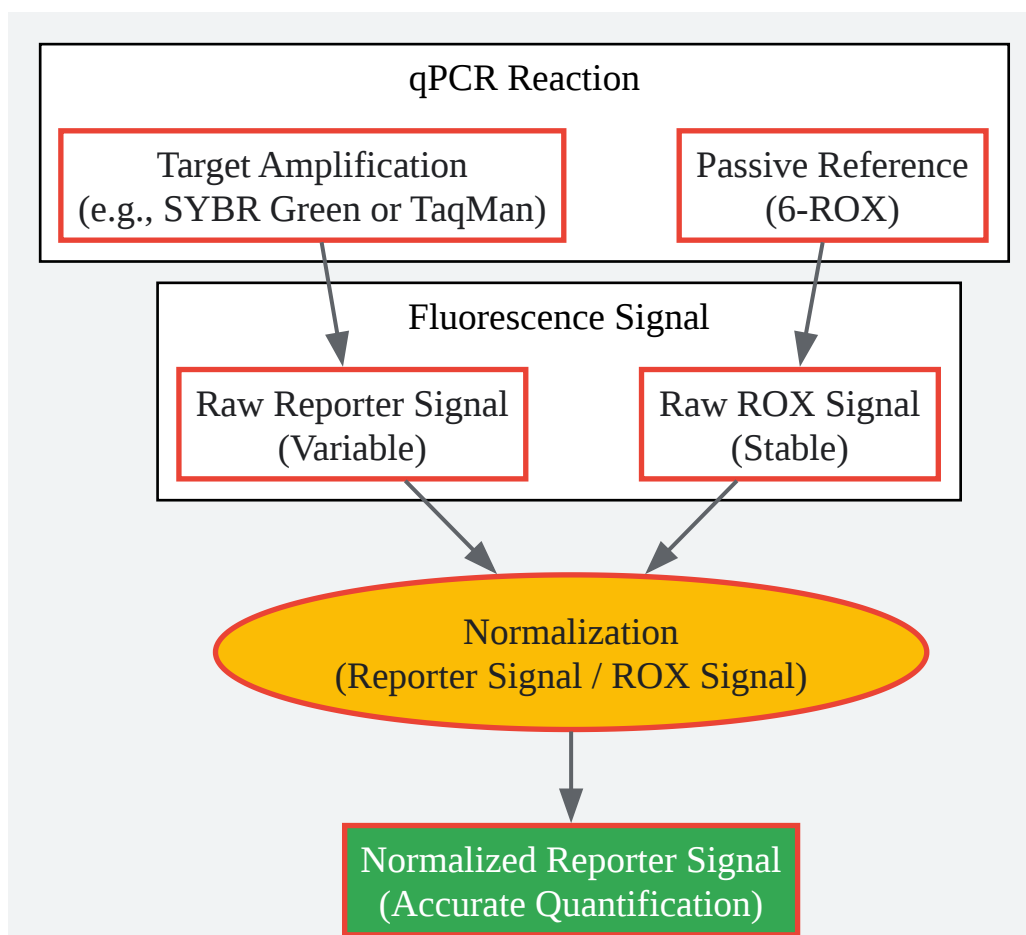 qPCR Reaction
Target Amplification
(e.g., SYBR Green or TaqMan)
Passive Reference
(6-ROX)
Fluorescence Signal
Raw Reporter Signal
(Variable)
Raw ROX Signal
(Stable)
Normalization
(Reporter Signal / ROX Signal)
Normalized Reporter Signal
(Accurate Quantification)